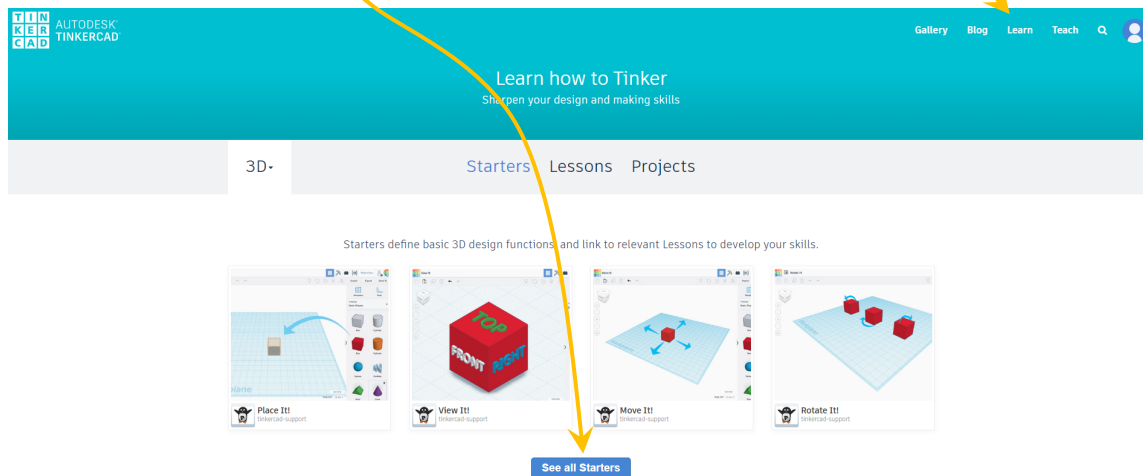 TIN
KER
CAD
AUTODESK®
TINKERCAD®
Gallery Blog Learn Teach
Learn how to Tinker
Sharpen your design and making skills
3D
Starters Lessons Projects
Starters define basic 3D design functions, and link to relevant Lessons to develop your skills.
TOP
FRONT RIGHT
Place It!
tinkercad-support
View It!
tinkercad-support
Move It!
tinkercad-support
Rotate It!
tinkercad-support
See all Starters